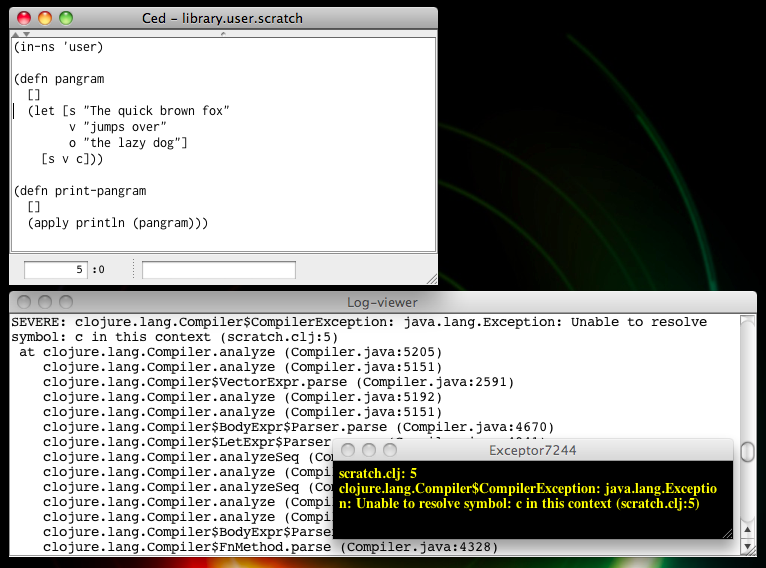 Ced – library.user.scratch
(in-ns 'user)
(defn pangram
  []
  (let [s "The quick brown fox"
        v "jumps over"
        o "the lazy dog"]
    [s v c]))
(defn print-pangram
  []
  (apply println (pangram)))
5 :0
Log-viewer
SEVERE: clojure.lang.Compiler$CompilerException: java.lang.Exception: Unable to resolve
symbol: c in this context (scratch.clj:5)
 at clojure.lang.Compiler.analyze (Compiler.java:5205)
    clojure.lang.Compiler.analyze (Compiler.java:5151)
    clojure.lang.Compiler$VectorExpr.parse (Compiler.java:2591)
    clojure.lang.Compiler.analyze (Compiler.java:5192)
    clojure.lang.Compiler.analyze (Compiler.java:5151)
    clojure.lang.Compiler$BodyExpr$Parser.parse (Compiler.java:4670)
    clojure.lang.Compiler$LetExpr$Parser
    clojure.lang.Compiler.analyzeSeq (Co
    clojure.lang.Compiler.analyze (Compi
    clojure.lang.Compiler.analyzeSeq (Co
    clojure.lang.Compiler.analyze (Compi
    clojure.lang.Compiler.analyze (Compi
    clojure.lang.Compiler$BodyExpr$Parser
    clojure.lang.Compiler$FnMethod.parse (Compiler.java:4328)
Exceptor7244
scratch.clj: 5
clojure.lang.Compiler$CompilerException: java.lang.Exceptio
n: Unable to resolve symbol: c in this context (scratch.clj:5)